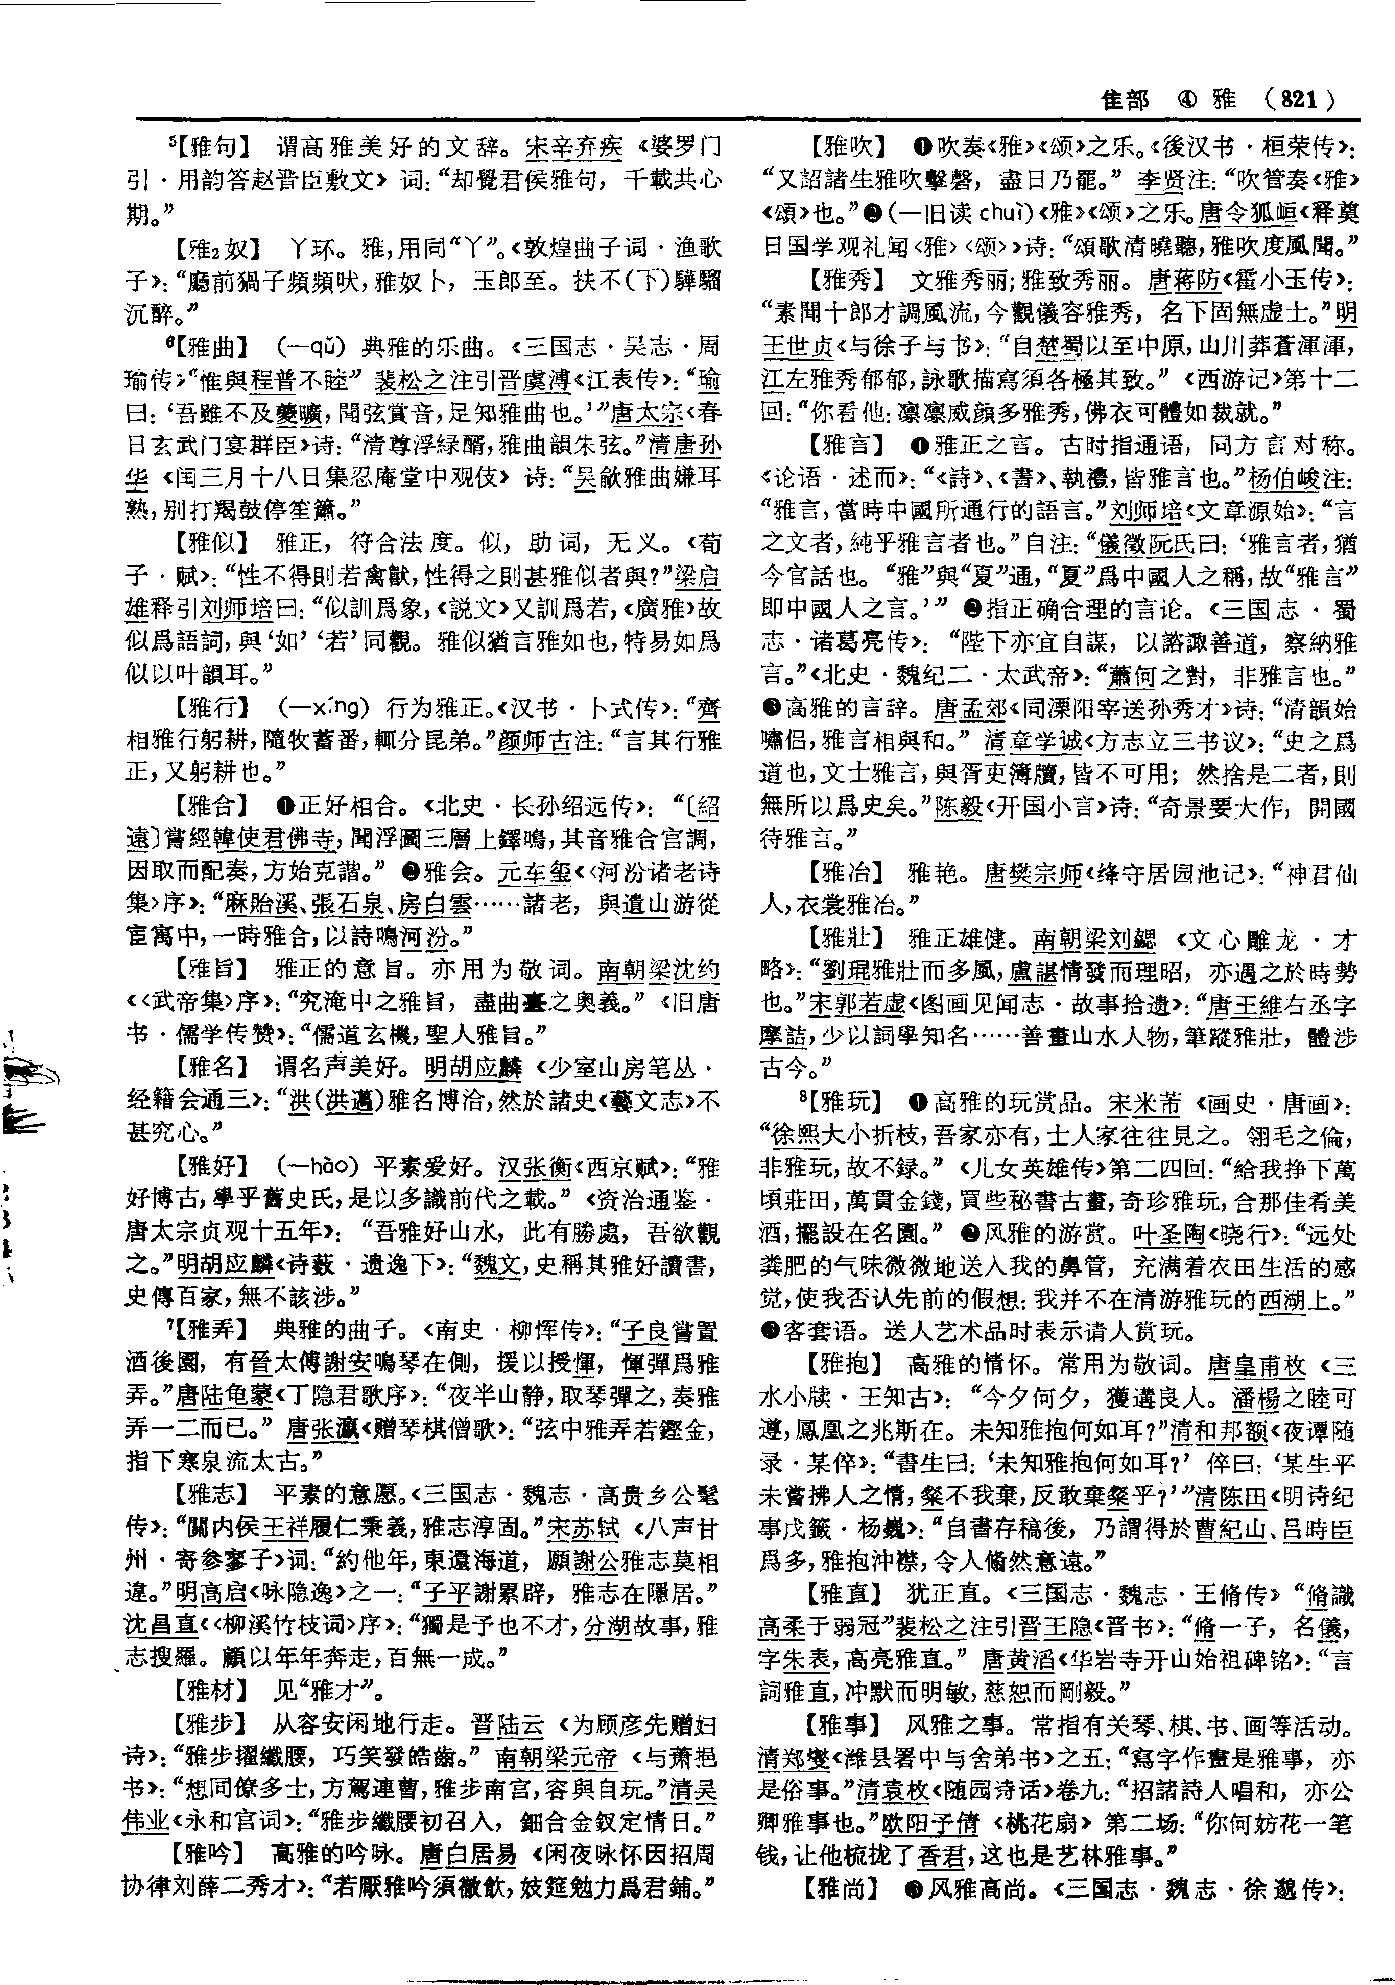 隹部 ④ 雅 （821）
⁵【雅句】 谓高雅美好的文辞。宋辛弃疾《婆罗门
引·用韵答赵晋臣敷文》词：“却覺君侯雅句，千載共心
期。”
【雅₂奴】 丫环。雅，用同“丫”。《敦煌曲子词·渔歌
子》：“廳前猧子頻頻吠，雅奴卜，玉郎至。扶不(下)驊騮
沉醉。”
⁶【雅曲】 (—qǔ) 典雅的乐曲。《三国志·吴志·周
瑜传》“惟與程普不睦”裴松之注引晋虞溥《江表传》：“瑜
曰：‘吾雖不及夔曠，聞弦賞音，足知雅曲也。’”唐太宗《春
日玄武门宴群臣》诗：“清尊浮緑醑，雅曲韻朱弦。”清唐孙
华《闰三月十八日集忍庵堂中观伎》诗：“吴歈雅曲嫌耳
熟，别打羯鼓停笙簫。”
【雅似】 雅正，符合法度。似，助词，无义。《荀
子·赋》：“性不得則若禽獸，性得之則甚雅似者與？”梁启
雄释引刘师培曰：“似訓爲象，《説文》又訓爲若，《廣雅》故
似爲語詞，與‘如’‘若’同觀。雅似猶言雅如也，特易如爲
似以叶韻耳。”
【雅行】 (—xíng) 行为雅正。《汉书·卜式传》：“齊
相雅行躬耕，隨牧蓄番，輒分昆弟。”颜师古注：“言其行雅
正，又躬耕也。”
【雅合】 ❶正好相合。《北史·长孙绍远传》：“〔紹
遠〕嘗經韓使君佛寺，聞浮圖三層上鐸鳴，其音雅合宫調，
因取而配奏，方始克諧。”❷雅会。元车玺《〈河汾诸老诗
集〉序》：“麻貽溪、張石泉、房白雲……諸老，與遺山游從
宦寓中，一時雅合，以詩鳴河汾。”
【雅旨】 雅正的意旨。亦用为敬词。南朝梁沈约
《〈武帝集〉序》：“究淹中之雅旨，盡曲臺之奥義。”《旧唐
书·儒学传赞》：“儒道玄機，聖人雅旨。”
【雅名】 谓名声美好。明胡应麟《少室山房笔丛·
经籍会通三》：“洪(洪邁)雅名博洽，然於諸史《藝文志》不
甚究心。”
【雅好】 (—hào) 平素爱好。汉张衡《西京赋》：“雅
好博古，學乎舊史氏，是以多識前代之載。”《资治通鉴·
唐太宗贞观十五年》：“吾雅好山水，此有勝處，吾欲觀
之。”明胡应麟《诗薮·遗逸下》：“魏文，史稱其雅好讀書，
史傳百家，無不該涉。”
⁷【雅弄】 典雅的曲子。《南史·柳恽传》：“子良嘗置
酒後園，有晉太傅謝安鳴琴在側，援以授惲，惲彈爲雅
弄。”唐陆龟蒙《丁隐君歌序》：“夜半山静，取琴彈之，奏雅
弄一二而已。”唐张瀛《赠琴棋僧歌》：“弦中雅弄若鏗金，
指下寒泉流太古。”
【雅志】 平素的意愿。《三国志·魏志·高贵乡公髦
传》：“關内侯王祥履仁秉義，雅志淳固。”宋苏轼《八声甘
州·寄参寥子》词：“約他年，東還海道，願謝公雅志莫相
違。”明高启《咏隐逸》之一：“子平謝累辟，雅志在隱居。”
沈昌直《〈柳溪竹枝词〉序》：“獨是予也不才，分湖故事，雅
志搜羅。顧以年年奔走，百無一成。”
【雅材】 见“雅才”。
【雅步】 从容安闲地行走。晋陆云《为顾彦先赠妇
诗》：“雅步擢纖腰，巧笑發皓齒。”南朝梁元帝《与萧挹
书》：“想同僚多士，方駕連曹，雅步南宫，容與自玩。”清吴
伟业《永和宫词》：“雅步纖腰初召入，鈿合金釵定情日。”
【雅吟】 高雅的吟咏。唐白居易《闲夜咏怀因招周
协律刘薛二秀才》：“若厭雅吟須徹飲，妓筵勉力爲君鋪。”
【雅吹】 ❶吹奏《雅》《颂》之乐。《後汉书·桓荣传》：
“又詔諸生雅吹擊磬，盡日乃罷。”李贤注：“吹管奏《雅》
《頌》也。”❷(—旧读chuì)《雅》《颂》之乐。唐令狐峘《释奠
日国学观礼闻〈雅〉〈颂〉》诗：“頌歌清曉聽，雅吹度風聞。”
【雅秀】 文雅秀丽；雅致秀丽。唐蒋防《霍小玉传》：
“素聞十郎才調風流，今觀儀容雅秀，名下固無虚士。”明
王世贞《与徐子与书》：“自楚蜀以至中原，山川莽蒼渾渾，
江左雅秀郁郁，詠歌描寫須各極其致。”《西游记》第十二
回：“你看他：凛凛威顔多雅秀，佛衣可體如裁就。”
【雅言】 ❶雅正之言。古时指通语，同方言对称。
《论语·述而》：“《詩》、《書》、執禮，皆雅言也。”杨伯峻注：
“雅言，當時中國所通行的語言。”刘师培《文章源始》：“言
之文者，純乎雅言者也。”自注：“儀徵阮氏曰：‘雅言者，猶
今官話也。“雅”與“夏”通，“夏”爲中國人之稱，故“雅言”
即中國人之言。’”❷指正确合理的言论。《三国志·蜀
志·诸葛亮传》：“陛下亦宜自謀，以諮諏善道，察納雅
言。”《北史·魏纪二·太武帝》：“蕭何之對，非雅言也。”
❸高雅的言辞。唐孟郊《同溧阳宰送孙秀才》诗：“清韻始
嘯侣，雅言相與和。”清章学诚《方志立三书议》：“史之爲
道也，文士雅言，與胥吏簿牘，皆不可用；然捨是二者，則
無所以爲史矣。”陈毅《开国小言》诗：“奇景要大作，開國
待雅言。”
【雅冶】 雅艳。唐樊宗师《绛守居园池记》：“神君仙
人，衣裳雅冶。”
【雅壯】 雅正雄健。南朝梁刘勰《文心雕龙·才
略》：“劉琨雅壯而多風，盧諶情發而理昭，亦遇之於時勢
也。”宋郭若虚《图画见闻志·故事拾遗》：“唐王維右丞字
摩詰，少以詞學知名……善畫山水人物，筆蹤雅壯，體涉
古今。”
⁸【雅玩】 ❶高雅的玩赏品。宋米芾《画史·唐画》：
“徐熙大小折枝，吾家亦有，士人家往往見之。翎毛之倫，
非雅玩，故不録。”《儿女英雄传》第二四回：“給我掙下萬
頃莊田，萬貫金錢，買些秘書古畫，奇珍雅玩，合那佳肴美
酒，擺設在名園。”❷风雅的游赏。叶圣陶《晓行》：“远处
粪肥的气味微微地送入我的鼻管，充满着农田生活的感
觉，使我否认先前的假想：我并不在清游雅玩的西湖上。”
❸客套语。送人艺术品时表示请人赏玩。
【雅抱】 高雅的情怀。常用为敬词。唐皇甫枚《三
水小牍·王知古》：“今夕何夕，獲遘良人。潘楊之睦可
遵，鳳凰之兆斯在。未知雅抱何如耳？”清和邦额《夜谭随
录·某倅》：“書生曰：‘未知雅抱何如耳？’倅曰：‘某生平
未嘗拂人之情，粲不我棄，反敢棄粲乎？’”清陈田《明诗纪
事戊籤·杨巍》：“自書存稿後，乃謂得於曹紀山、吕時臣
爲多，雅抱沖襟，令人翛然意遠。”
【雅直】 犹正直。《三国志·魏志·王脩传》“脩識
高柔于弱冠”裴松之注引晋王隐《晋书》：“脩一子，名儀，
字朱表，高亮雅直。”唐黄滔《华岩寺开山始祖碑铭》：“言
詞雅直，冲默而明敏，慈恕而剛毅。”
【雅事】 风雅之事。常指有关琴、棋、书、画等活动。
清郑燮《潍县署中与舍弟书》之五：“寫字作畫是雅事，亦
是俗事。”清袁枚《随园诗话》卷九：“招諸詩人唱和，亦公
卿雅事也。”欧阳予倩《桃花扇》第二场：“你何妨花一笔
钱，让他梳拢了香君，这也是艺林雅事。”
【雅尚】 ❶风雅高尚。《三国志·魏志·徐邈传》：